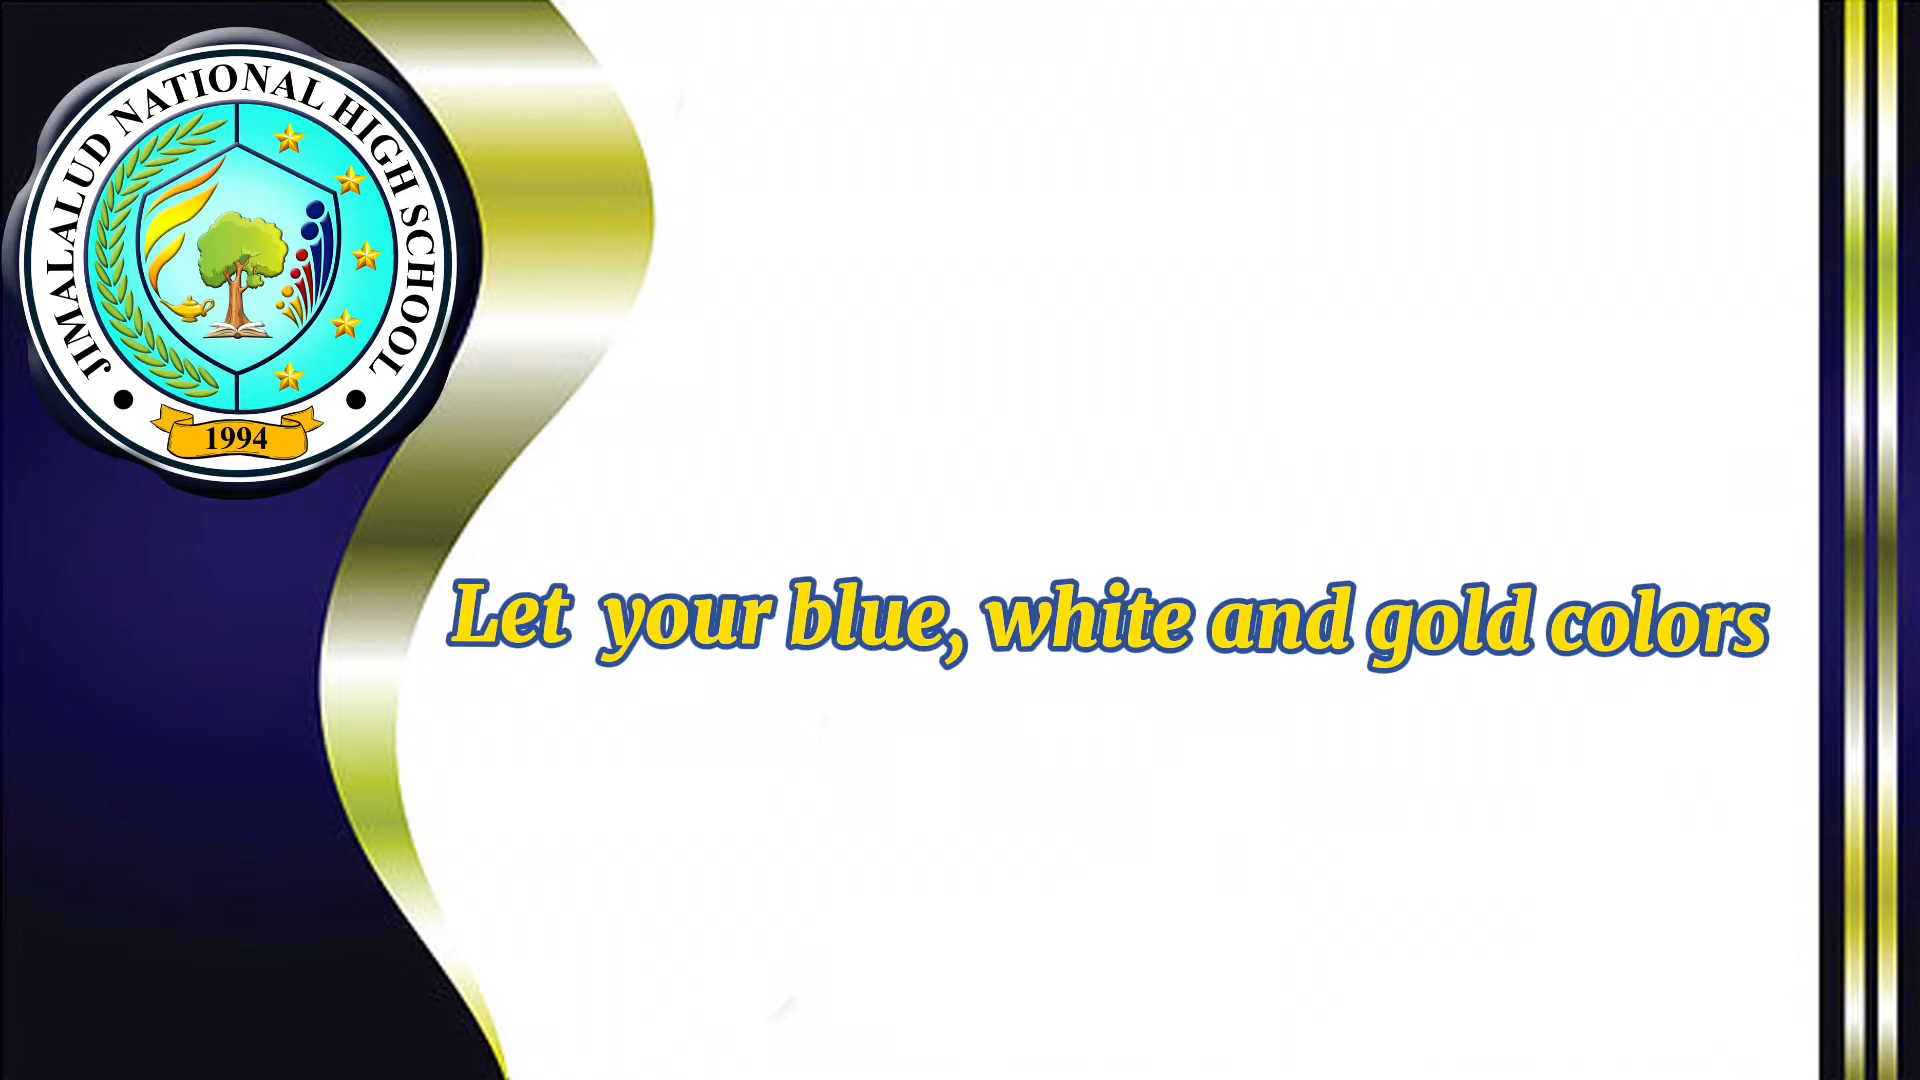 JIMALALUD NATIONAL HIGH SCHOOL
1994
Let your blue, white and gold colors